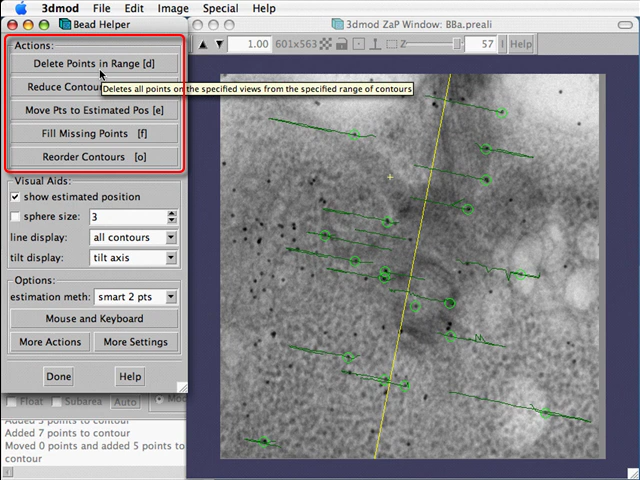 3dmod File Edit Image Special Help
Bead Helper
3dmod ZaP Window: BBa.preali
1.00 601x563 Z 57 Help
Actions:
Delete Points in Range [d]
Reduce Contou
Deletes all points on the specified views from the specified range of contours
Move Pts to Estimated Pos [e]
Fill Missing Points [f]
Reorder Contours [o]
Visual Aids:
show estimated position
sphere size: 3
line display: all contours
tilt display: tilt axis
Options:
estimation meth: smart 2 pts
Mouse and Keyboard
More Actions More Settings
Done Help
Float Subarea Auto
Added 7 points to contour
Moved 0 points and added 5 points to
contour